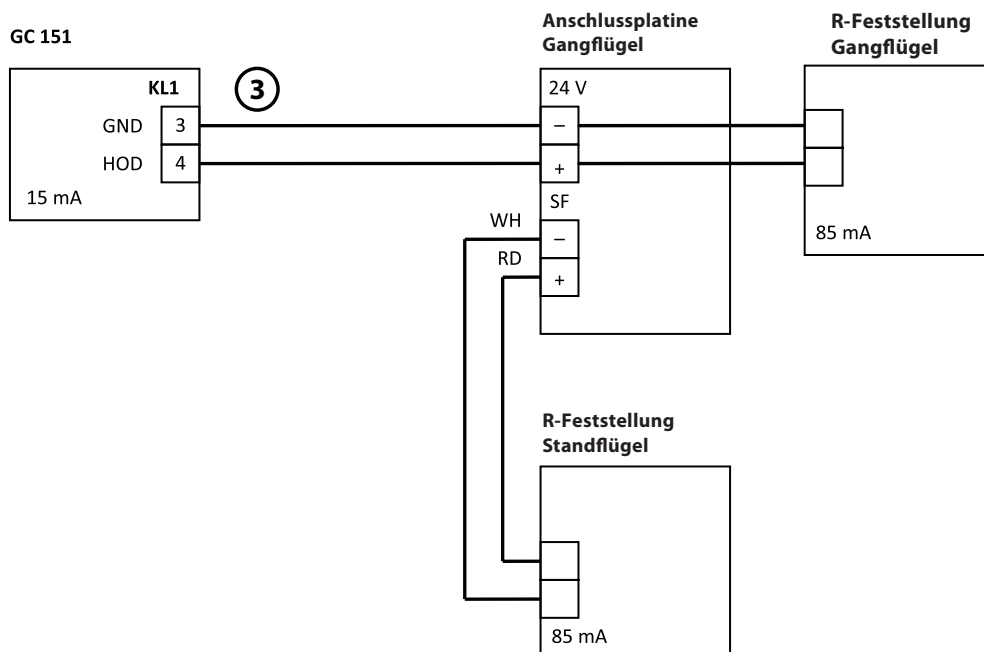 GC 151
KL1
GND 3
HOD 4
15 mA
3
Anschlussplatine
Gangflügel
24 V
–
+
SF
WH –
RD +
R-Feststellung
Gangflügel
85 mA
R-Feststellung
Standflügel
85 mA